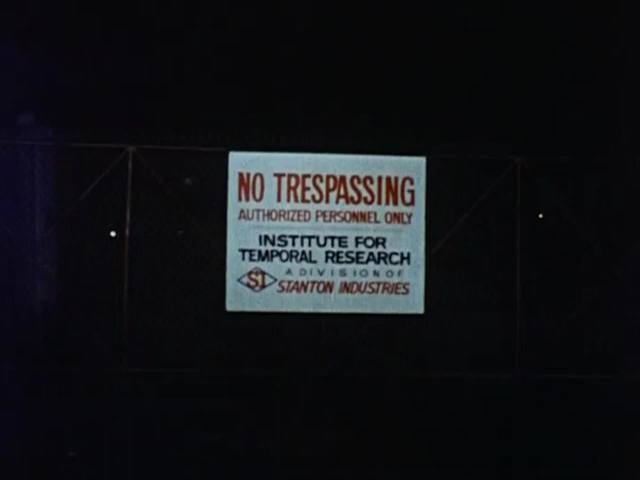 NO TRESPASSING
AUTHORIZED PERSONNEL ONLY
INSTITUTE FOR
TEMPORAL RESEARCH
SI
A DIVISION OF
STANTON INDUSTRIES